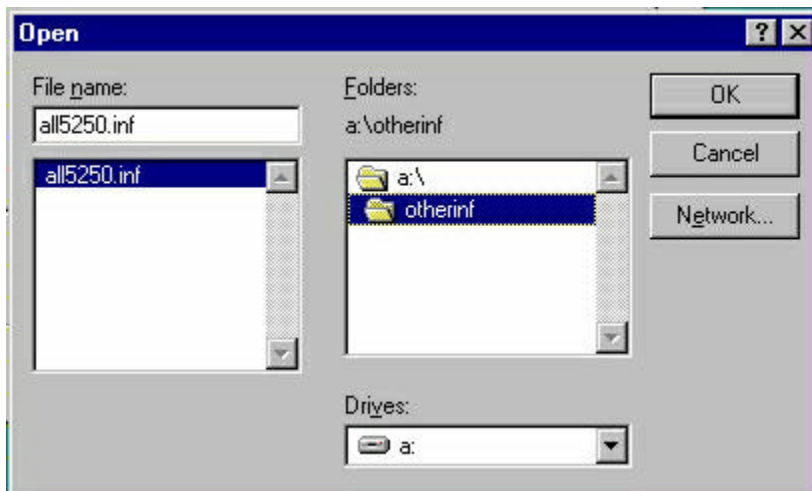 Open
File name:
all5250.inf
all5250.inf
Folders:
a:\otherinf
a:\
otherinf
Drives:
a:
OK
Cancel
Network...